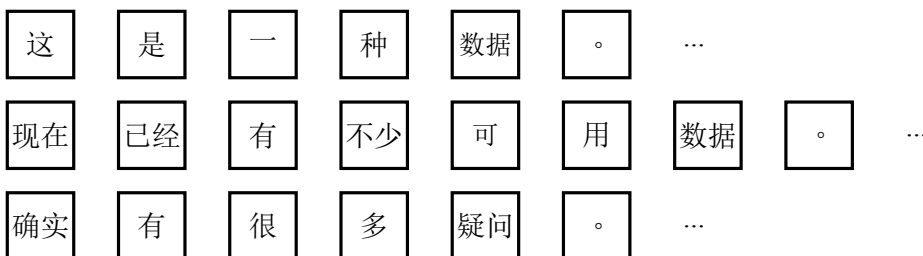 这 是 一 种 数据 。 ...
现在 已经 有 不少 可 用 数据 。 ...
确实 有 很 多 疑问 。 ...